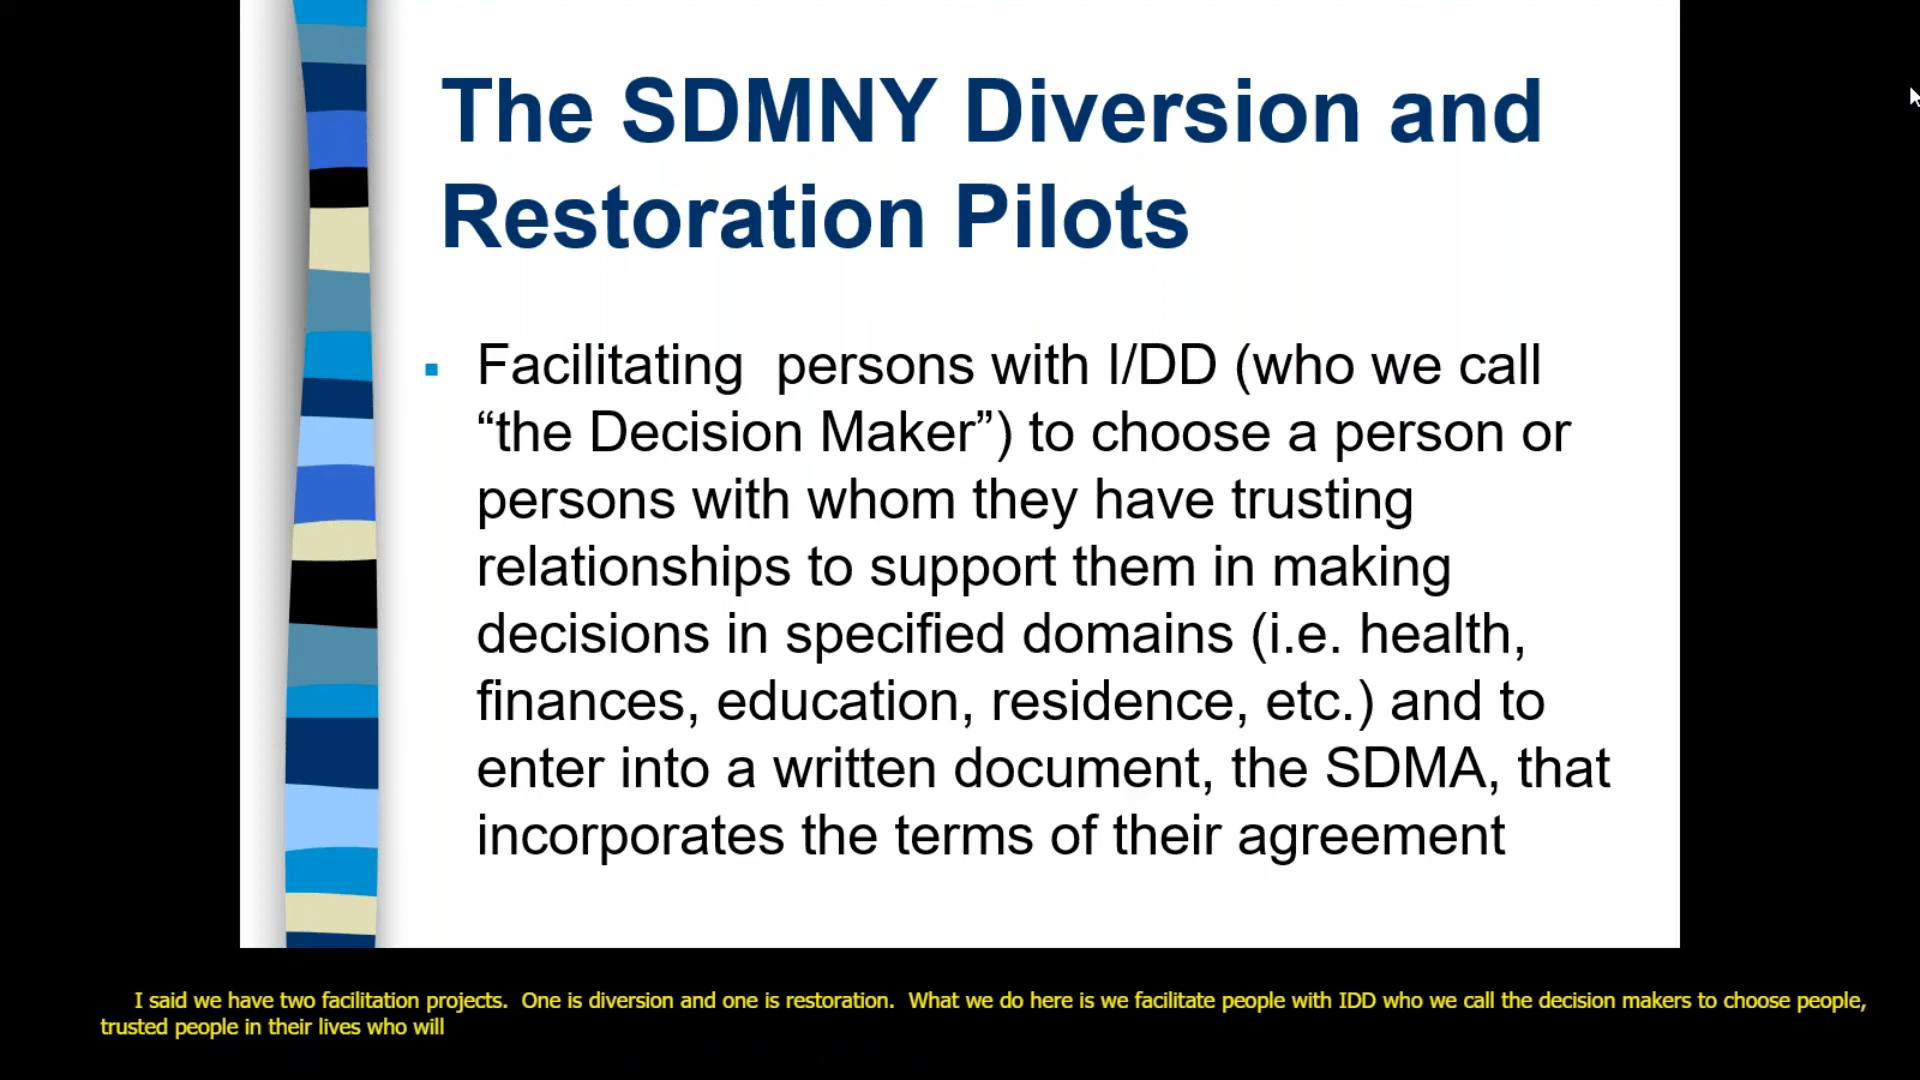 The SDMNY Diversion and
Restoration Pilots
▪ Facilitating  persons with I/DD (who we call
“the Decision Maker”) to choose a person or
persons with whom they have trusting
relationships to support them in making
decisions in specified domains (i.e. health,
finances, education, residence, etc.) and to
enter into a written document, the SDMA, that
incorporates the terms of their agreement
I said we have two facilitation projects.  One is diversion and one is restoration.  What we do here is we facilitate people with IDD who we call the decision makers to choose people,
trusted people in their lives who will